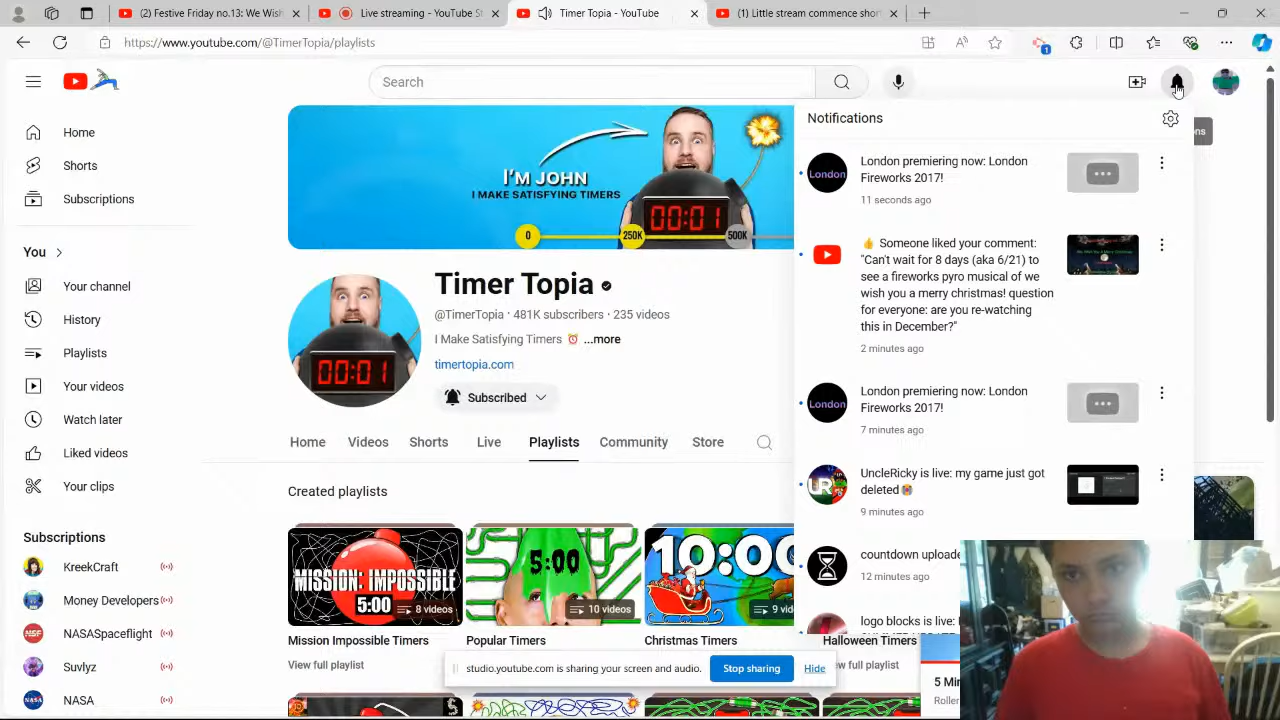 (2) Festive Friday no.13: We Wish
Live streaming - YouTube St
Timer Topia - YouTube
(1) Little stream commence shor
https://www.youtube.com/@TimerTopia/playlists
1
Search
Home
Shorts
Subscriptions
You
Your channel
History
Playlists
Your videos
Watch later
Liked videos
Your clips
Subscriptions
KreekCraft
Money Developers
NSF
NASASpaceflight
Suvlyz
NASA
I'M JOHN
I MAKE SATISFYING TIMERS
00:01
0
250K
500K
00:01
Timer Topia
@TimerTopia · 481K subscribers · 235 videos
I Make Satisfying Timers ⏰ ...more
timertopia.com
Subscribed
Home
Videos
Shorts
Live
Playlists
Community
Store
Created playlists
MISSION: IMPOSSIBLE
5:00
8 videos
Mission Impossible Timers
View full playlist
5:00
10 videos
Popular Timers
10:00
9 vid
Christmas Timers
Halloween Timers
w full playlist
5 Min
Roller
Notifications
ons
London
London premiering now: London
Fireworks 2017!
11 seconds ago
👍 Someone liked your comment:
"Can't wait for 8 days (aka 6/21) to
see a fireworks pyro musical of we
wish you a merry christmas! question
for everyone: are you re-watching
this in December?"
2 minutes ago
London
London premiering now: London
Fireworks 2017!
7 minutes ago
UR
UncleRicky is live: my game just got
deleted😭
9 minutes ago
countdown uploade
12 minutes ago
logo blocks is live:
studio.youtube.com is sharing your screen and audio.
Stop sharing
Hide